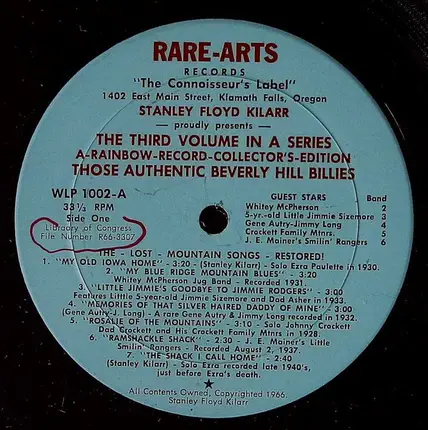 RARE-ARTS
RECORDS
"The Connoisseur's Label"
1402 East Main Street, Klamath Falls, Oregon
STANLEY FLOYD KILARR
— proudly presents —
THE THIRD VOLUME IN A SERIES
A-RAINBOW-RECORD-COLLECTOR'S-EDITION
THOSE AUTHENTIC BEVERLY HILL BILLIES
WLP 1002-A
33⅓ RPM
Side One
Library of Congress
File Number R66-3307
GUEST STARS Band
Whitey McPherson 2
5-yr.-old Little Jimmie Sizemore 3
Gene Autry-Jimmy Long 4
Crockett Family Mtnrs. 5
J. E. Mainer's Smilin' Rangers 6
THE - LOST - MOUNTAIN SONGS - RESTORED!
1. "MY OLD IOWA HOME" - 3:20 - (Stanley Kilarr) - Solo Ezra Paulette in 1930.
2. "MY BLUE RIDGE MOUNTAIN BLUES" - 2:20
Whitey McPherson Jug Band - Recorded 1931.
3. "LITTLE JIMMIE'S GOODBYE TO JIMMIE RODGERS" - 3:20
Features Little 5-year-old Jimmie Sizemore and Dad Asher in 1933.
4. "MEMORIES OF THAT SILVER HAIRED DADDY OF MINE" - 3:00
(Gene Autry-J. Long) - A rare Gene Autry & Jimmy Long recorded in 1932.
5. "ROSALIE OF THE MOUNTAINS" - 3:10 - Solo Johnny Crockett
Dad Crockett and His Crockett Family Mtnrs in 1928.
6. "RAMSHACKLE SHACK" - 2:30 - J. E. Mainer's Little
Smilin' Rangers - Recorded August 2, 1937.
7. "THE SHACK I CALL HOME" - 2:40
(Stanley Kilarr) - Solo Ezra recorded late 1940's,
just before Ezra's death.
All Contents Owned, Copyrighted 1966.
Stanley Floyd Kilarr